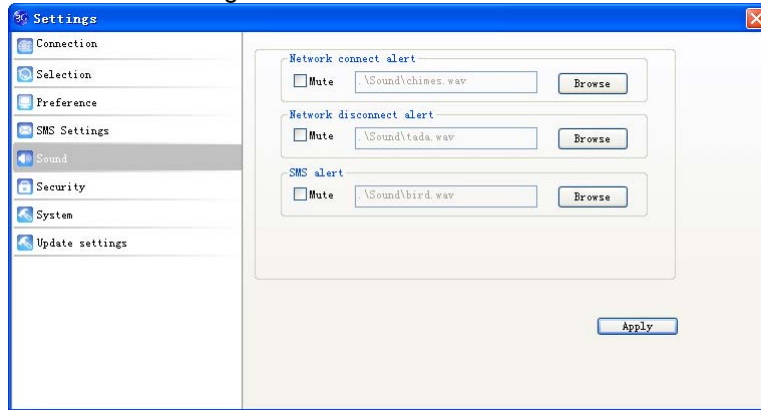 Settings
Connection
Selection
Preference
SMS Settings
Sound
Security
System
Update settings
Network connect alert
Mute .\Sound\chimes.wav Browse
Network disconnect alert
Mute .\Sound\tada.wav Browse
SMS alert
Mute .\Sound\bird.wav Browse
Apply